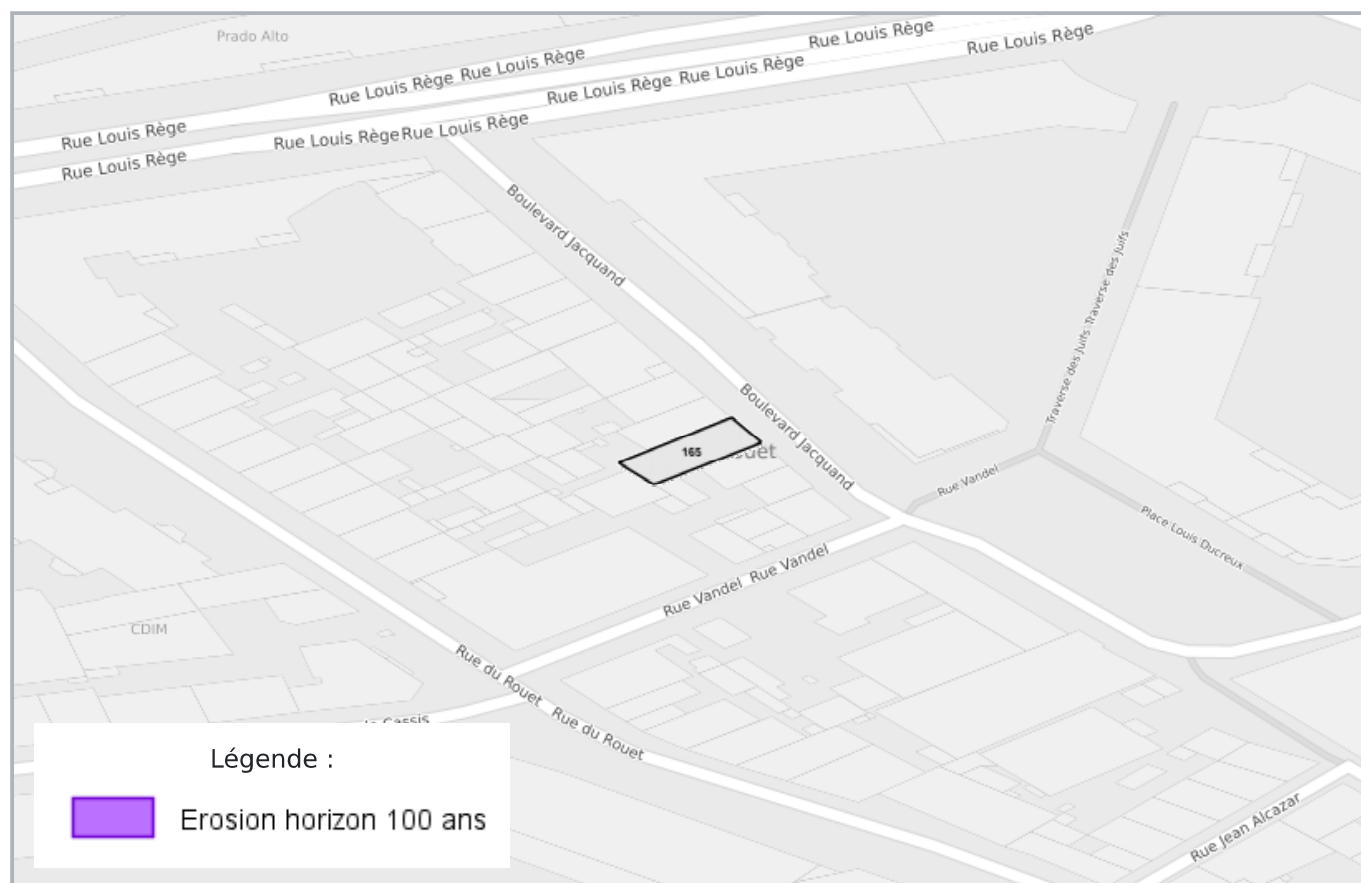 Prado Alto
Rue Louis Rège
Rue Louis Rège
Rue Louis Rège
Rue Louis Rège
Rue Louis Rège
Rue Louis Rège
Rue Louis Rège
Rue Louis Rège
Rue Louis Rège
Rue Louis Rège
Boulevard Jacquand
Traverse des Juifs
Traverse des Juifs
Boulevard Jacquand
165
Rue Vandel
Place Louis Ducreux
Rue Vandel
Rue Vandel
CDIM
Rue du Rouet
Rue du Rouet
Cassis
Légende :
Erosion horizon 100 ans
Rue Jean Alcazar